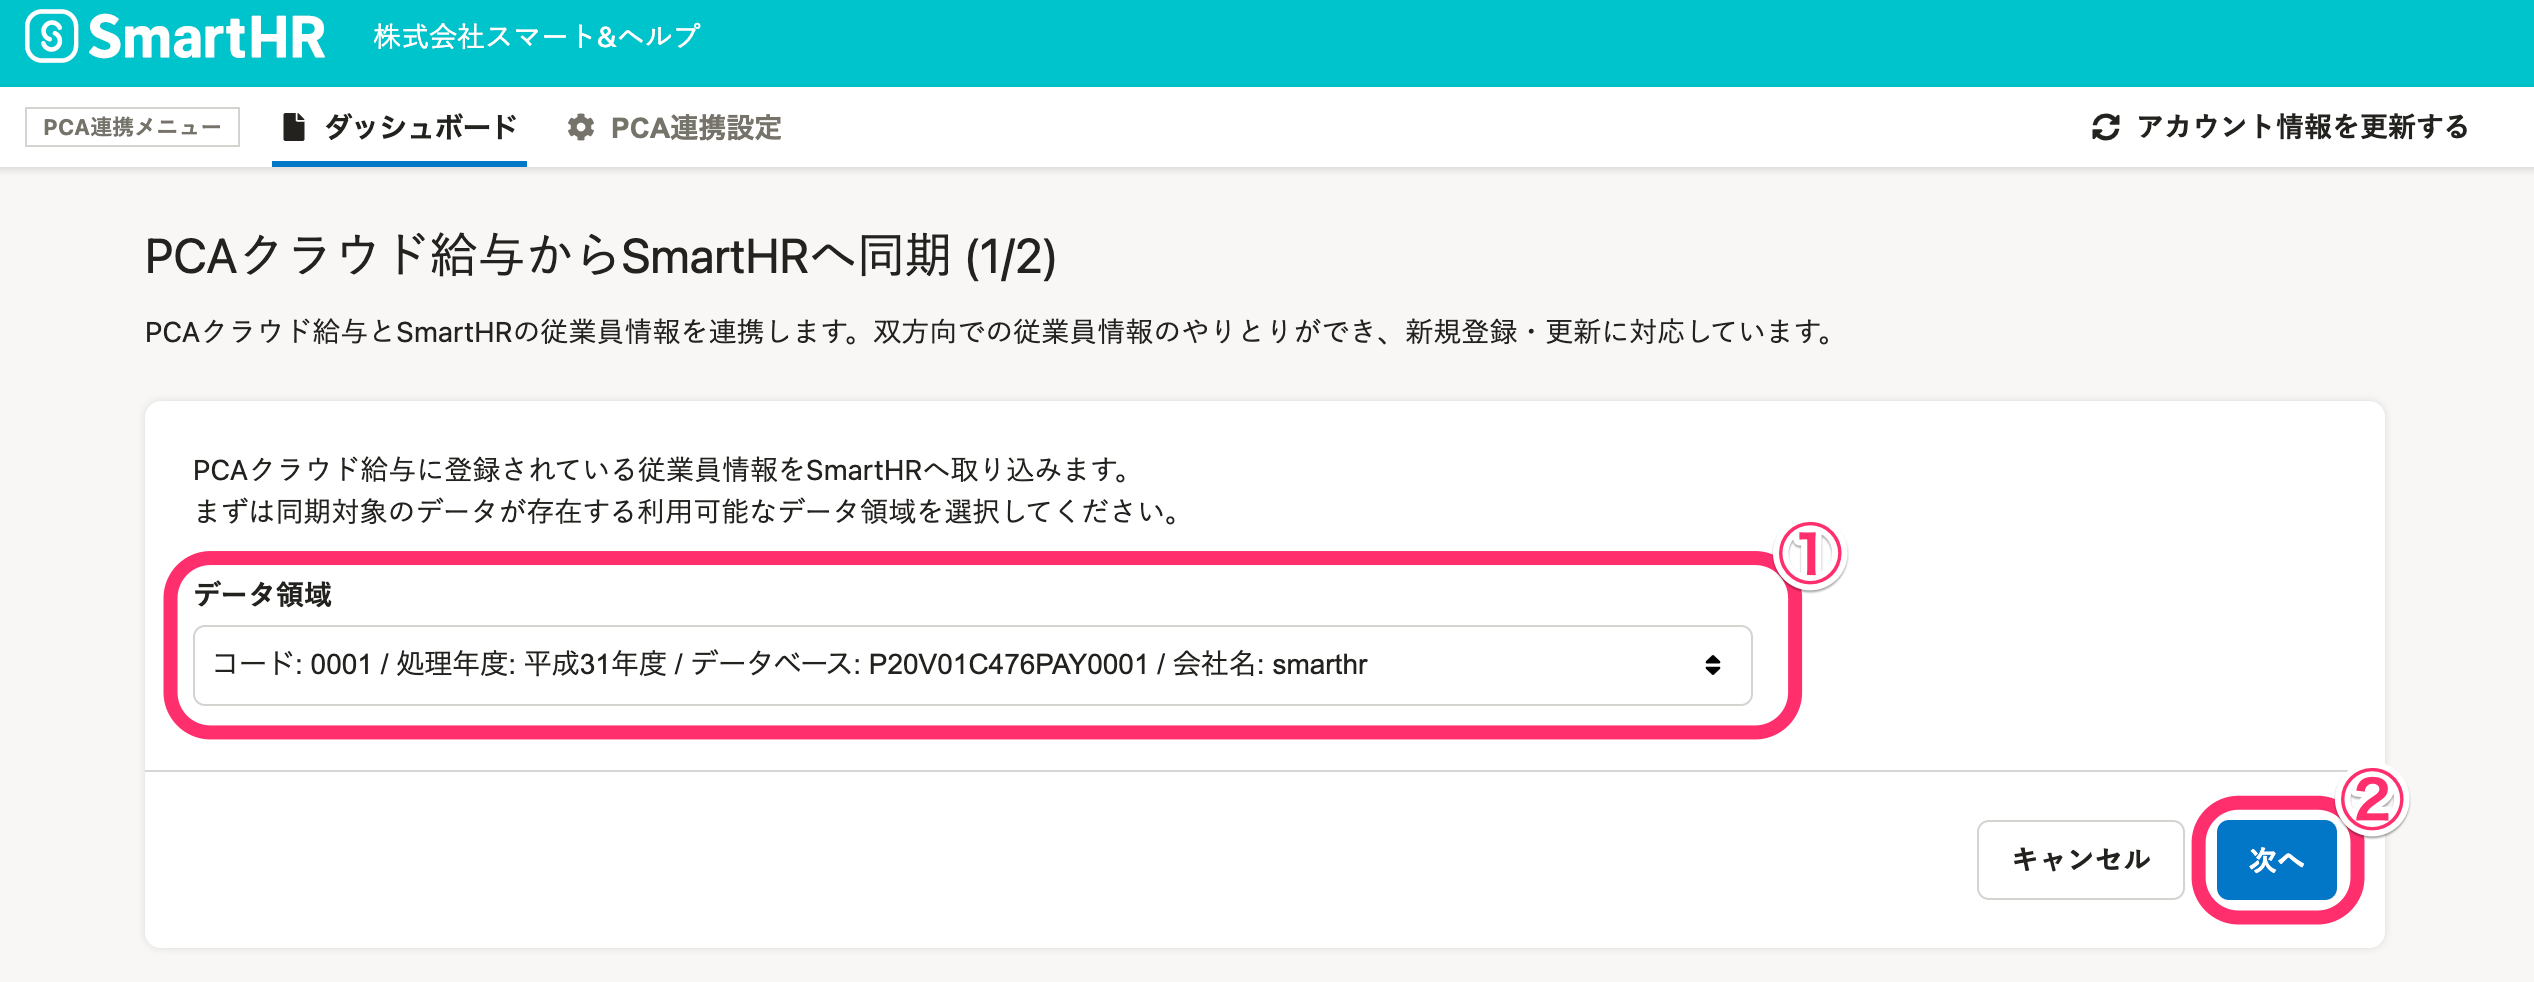 SmartHR 株式会社スマート&ヘルプ
PCA連携メニュー ダッシュボード PCA連携設定 アカウント情報を更新する
PCAクラウド給与からSmartHRへ同期 (1/2)
PCAクラウド給与とSmartHRの従業員情報を連携します。双方向での従業員情報のやりとりができ、新規登録・更新に対応しています。
PCAクラウド給与に登録されている従業員情報をSmartHRへ取り込みます。
まずは同期対象のデータが存在する利用可能なデータ領域を選択してください。
①
データ領域
コード: 0001 / 処理年度: 平成31年度 / データベース: P20V01C476PAY0001 / 会社名: smarthr
②
キャンセル 次へ